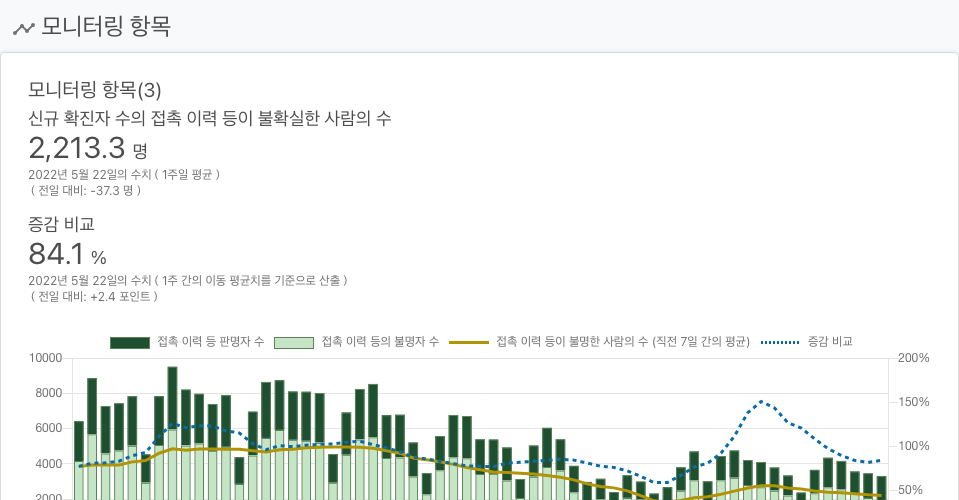 모니터링 항목
모니터링 항목(3)
신규 확진자 수의 접촉 이력 등이 불확실한 사람의 수
2,213.3 명
2022년 5월 22일의 수치 ( 1주일 평균 )
( 전일 대비: -37.3 명 )
증감 비교
84.1 %
2022년 5월 22일의 수치 ( 1주 간의 이동 평균치를 기준으로 산출 )
( 전일 대비: +2.4 포인트 )
접촉 이력 등 판명자 수 접촉 이력 등의 불명자 수 접촉 이력 등이 불명한 사람의 수 (직전 7일 간의 평균) 증감 비교
10000 200%
8000 150%
6000 100%
4000 50%
2000